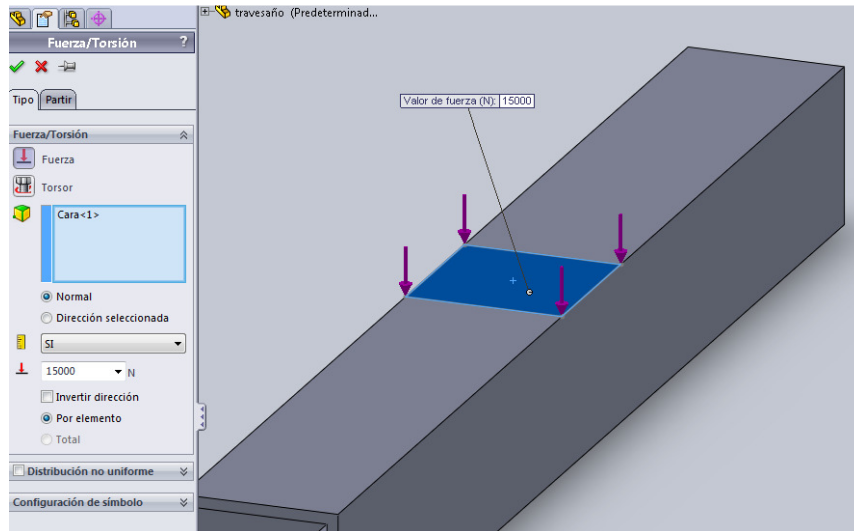 travesaño (Predeterminad...
Fuerza/Torsión ?
Tipo Partir
Fuerza/Torsión
Fuerza
Torsor
Cara<1>
Normal
Dirección seleccionada
SI
15000 N
Invertir dirección
Por elemento
Total
Distribución no uniforme
Configuración de símbolo
Valor de fuerza (N): 15000